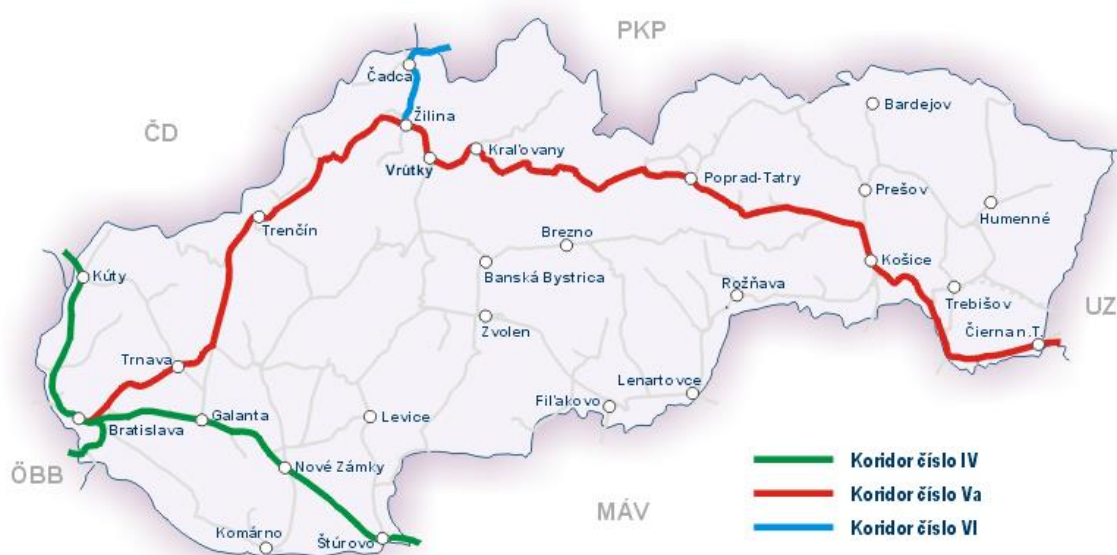 PKP
ČD
Čadca
Žilina
Vrútky
Kraľovany
Poprad-Tatry
Bardejov
Prešov
Humenné
Trenčín
Brezno
Banská Bystrica
Košice
Rožňava
Trebišov
UZ
Kúty
Zvolen
Čierna n.T.
Trnava
Lenartovce
Fiľakovo
Levice
Galanta
Bratislava
ÖBB
Nové Zámky
MÁV
Komárno
Štúrovo
Koridor číslo IV
Koridor číslo Va
Koridor číslo VI